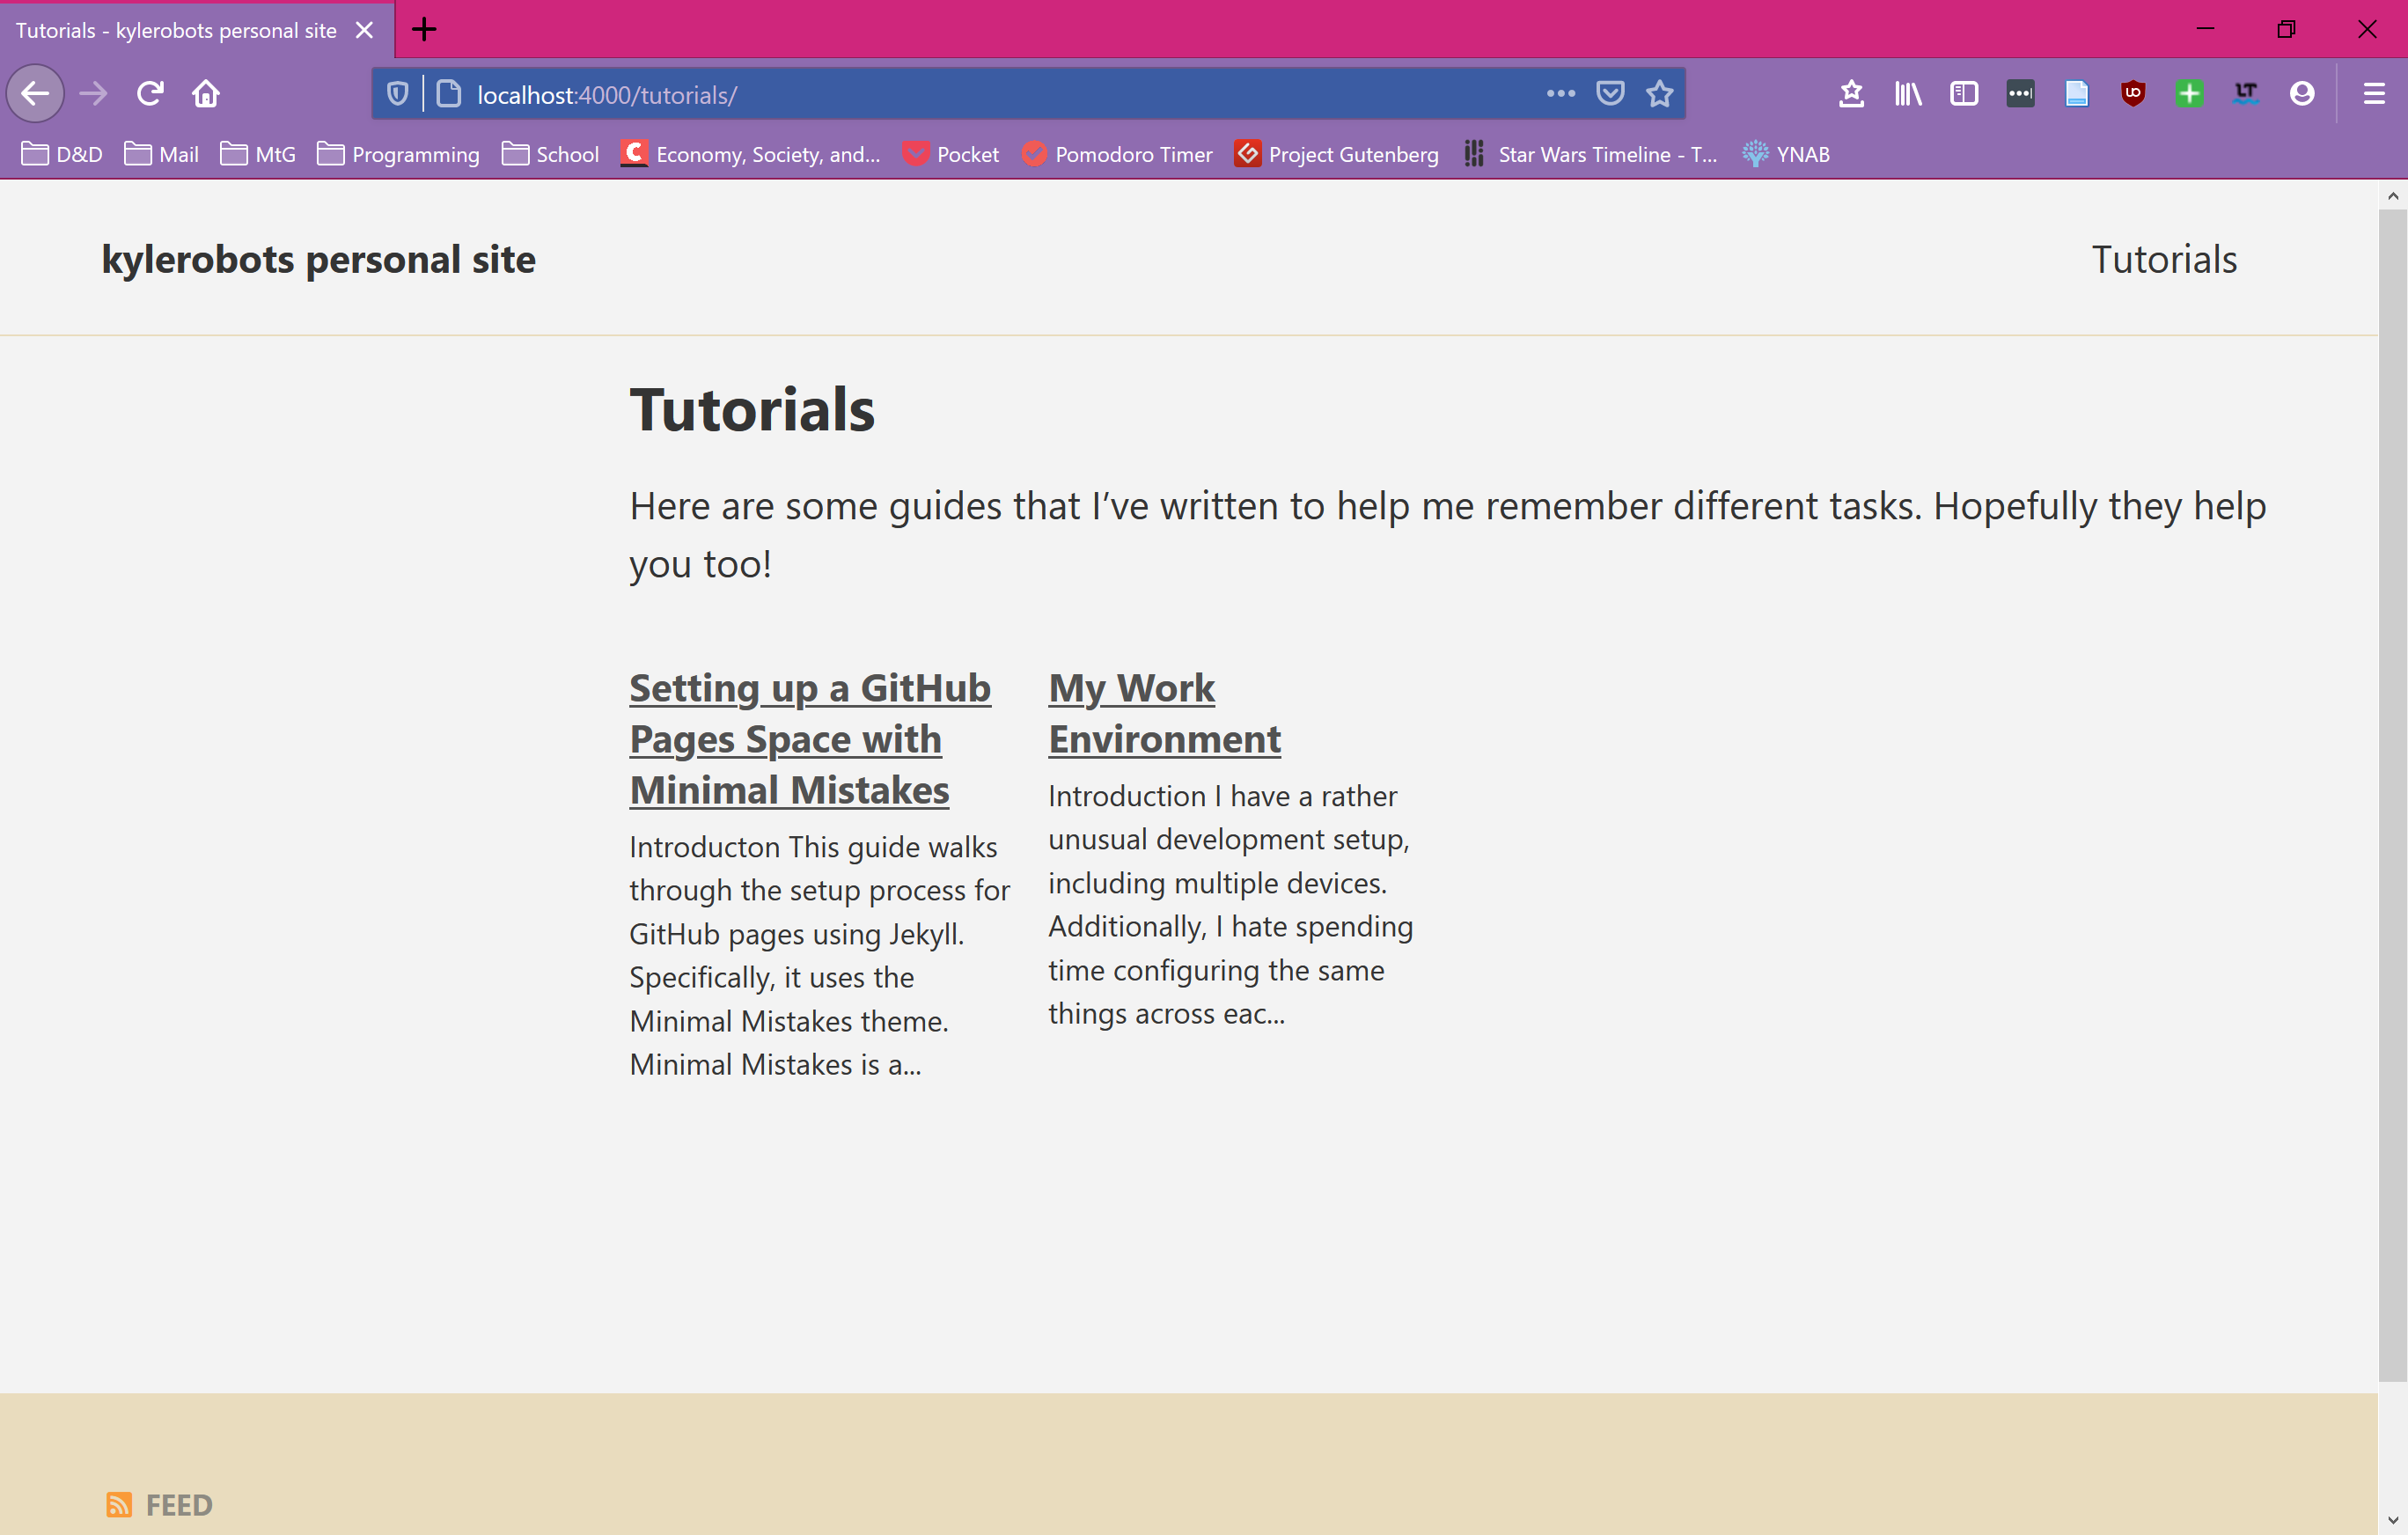 Tutorials - kylerobots personal site
localhost:4000/tutorials/
D&D Mail MtG Programming School Economy, Society, and... Pocket Pomodoro Timer Project Gutenberg Star Wars Timeline - T... YNAB
kylerobots personal site
Tutorials
Tutorials
Here are some guides that I’ve written to help me remember different tasks. Hopefully they help
you too!
Setting up a GitHub
Pages Space with
Minimal Mistakes
Introducton This guide walks
through the setup process for
GitHub pages using Jekyll.
Specifically, it uses the
Minimal Mistakes theme.
Minimal Mistakes is a...
My Work
Environment
Introduction I have a rather
unusual development setup,
including multiple devices.
Additionally, I hate spending
time configuring the same
things across eac...
FEED